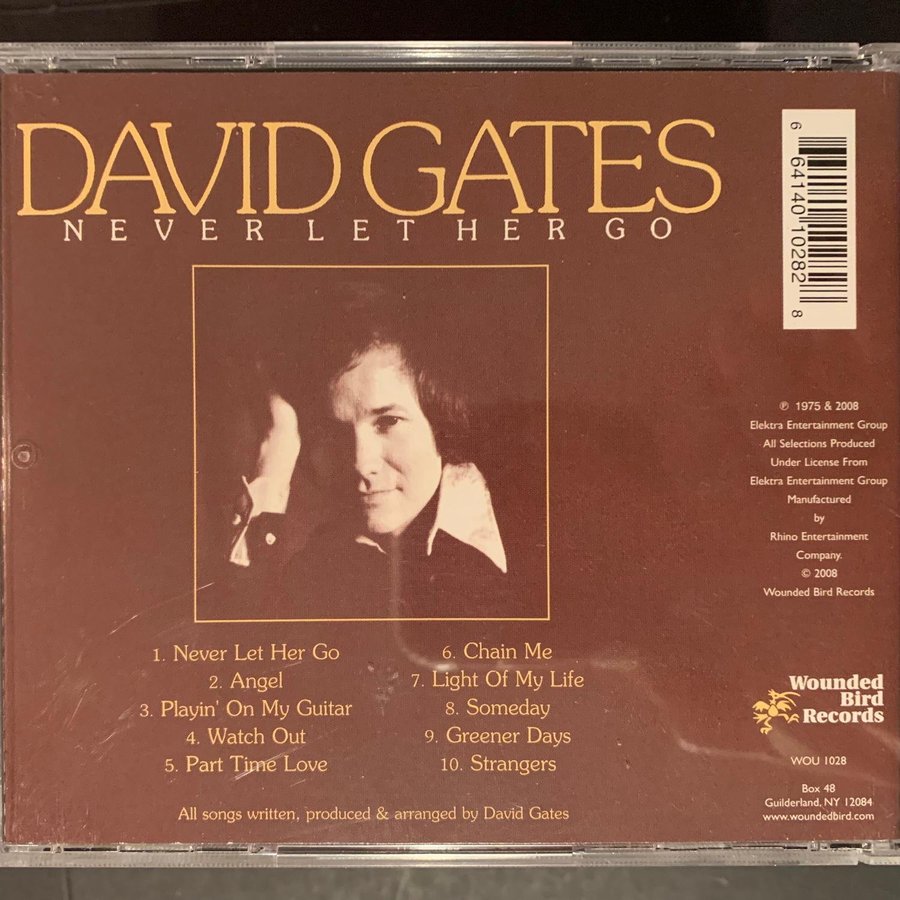 DAVID GATES
NEVER LET HER GO
6 64140 10282 8
℗ 1975 & 2008
Elektra Entertainment Group
All Selections Produced
Under License From
Elektra Entertainment Group
Manufactured
by
Rhino Entertainment
Company.
© 2008
Wounded Bird Records
1. Never Let Her Go
2. Angel
3. Playin' On My Guitar
4. Watch Out
5. Part Time Love
6. Chain Me
7. Light Of My Life
8. Someday
9. Greener Days
10. Strangers
All songs written, produced & arranged by David Gates
Wounded
Bird
Records
WOU 1028
Box 48
Guilderland, NY 12084
www.woundedbird.com